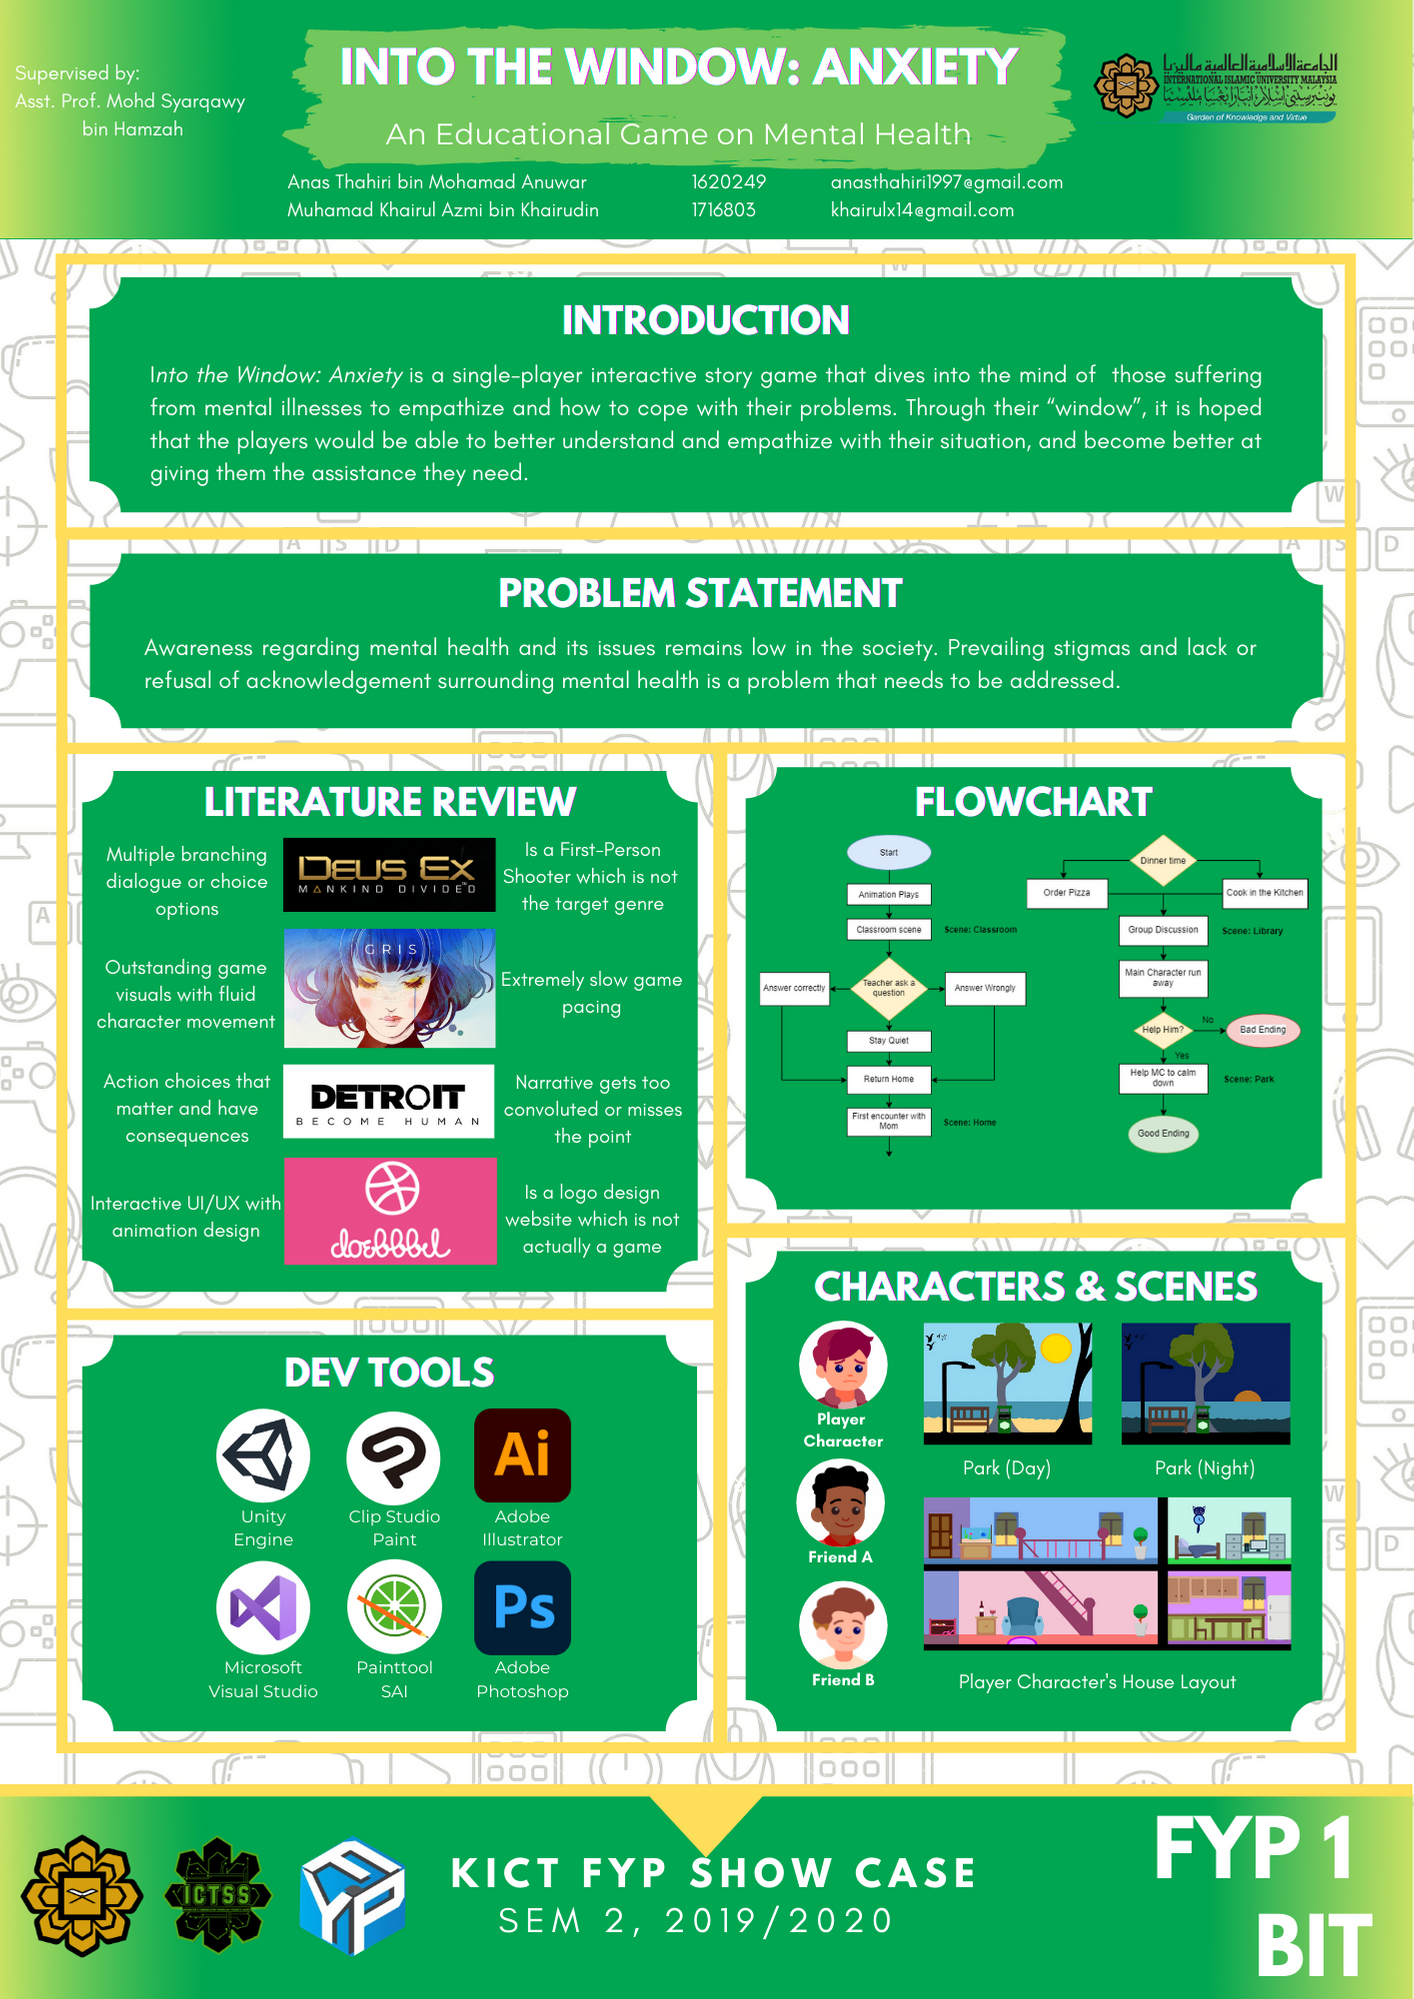 Supervised by:
Asst. Prof. Mohd Syarqawy
bin Hamzah
INTO THE WINDOW: ANXIETY
An Educational Game on Mental Health
الجامعة الإسلامية العالمية ماليزيا
INTERNATIONAL ISLAMIC UNIVERSITY MALAYSIA
يونيبرسيتي اسلام انتارابغسا مليسيا
Garden of Knowledge and Virtue
Anas Thahiri bin Mohamad Anuwar 1620249 anasthahiri1997@gmail.com
Muhamad Khairul Azmi bin Khairudin 1716803 khairulx14@gmail.com
INTRODUCTION
Into the Window: Anxiety is a single-player interactive story game that dives into the mind of those suffering
from mental illnesses to empathize and how to cope with their problems. Through their “window”, it is hoped
that the players would be able to better understand and empathize with their situation, and become better at
giving them the assistance they need.
PROBLEM STATEMENT
Awareness regarding mental health and its issues remains low in the society. Prevailing stigmas and lack or
refusal of acknowledgement surrounding mental health is a problem that needs to be addressed.
LITERATURE REVIEW
Multiple branching
dialogue or choice
options
DEUS EX
MANKIND DIVIDED™
Is a First-Person
Shooter which is not
the target genre
Outstanding game
visuals with fluid
character movement
GRIS
Extremely slow game
pacing
Action choices that
matter and have
consequences
DETROIT
BECOME HUMAN
Narrative gets too
convoluted or misses
the point
Interactive UI/UX with
animation design
dribbble
Is a logo design
website which is not
actually a game
FLOWCHART
Start
Animation Plays
Classroom scene
Scene: Classroom
Answer correctly
Teacher ask a
question
Answer Wrongly
Stay Quiet
Return Home
First encounter with
Mom
Scene: Home
Dinner time
Order Pizza
Cook in the Kitchen
Group Discussion
Scene: Library
Main Character run
away
Help Him?
No
Bad Ending
Yes
Help MC to calm
down
Scene: Park
Good Ending
CHARACTERS & SCENES
Player
Character
Friend A
Friend B
Park (Day)
Park (Night)
Player Character's House Layout
DEV TOOLS
Unity
Engine
Clip Studio
Paint
Ai
Adobe
Illustrator
Microsoft
Visual Studio
Painttool
SAI
Ps
Adobe
Photoshop
W
A S D
A S D
W
A
W
S D
ICTSS
FYP
KICT FYP SHOW CASE
SEM 2, 2019/2020
FYP 1
BIT